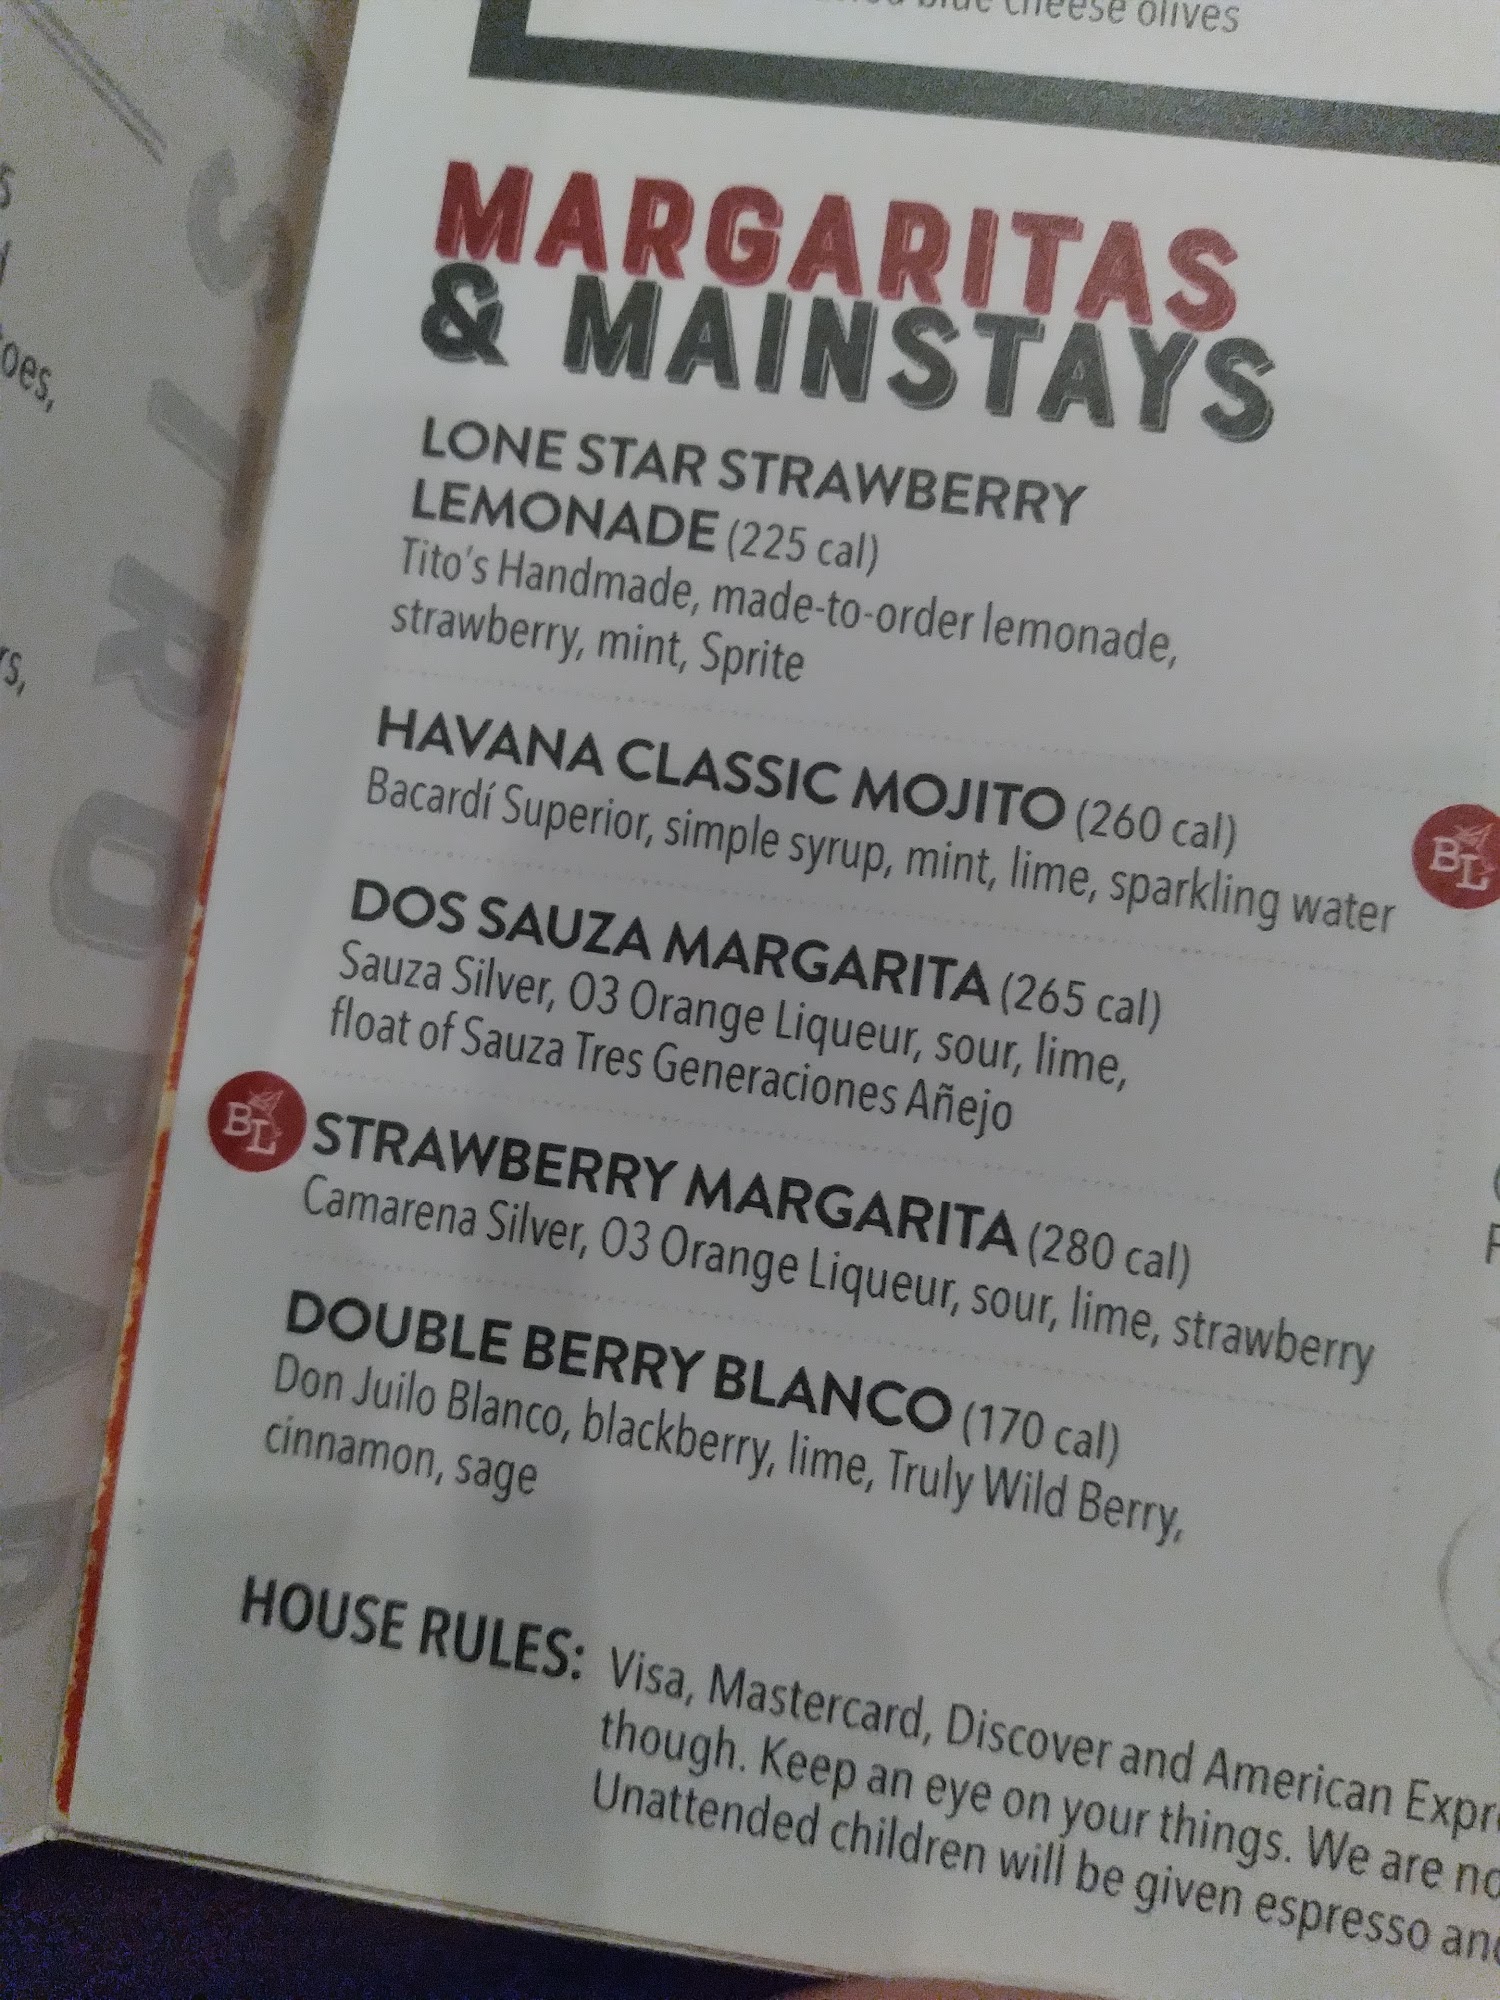 blue cheese olives
MARGARITAS
& MAINSTAYS
LONE STAR STRAWBERRY
LEMONADE (225 cal)
Tito's Handmade, made-to-order lemonade,
strawberry, mint, Sprite
HAVANA CLASSIC MOJITO (260 cal)
Bacardí Superior, simple syrup, mint, lime, sparkling water
BL
DOS SAUZA MARGARITA (265 cal)
Sauza Silver, O3 Orange Liqueur, sour, lime,
float of Sauza Tres Generaciones Añejo
BL
STRAWBERRY MARGARITA (280 cal)
Camarena Silver, O3 Orange Liqueur, sour, lime, strawberry
DOUBLE BERRY BLANCO (170 cal)
Don Juilo Blanco, blackberry, lime, Truly Wild Berry,
cinnamon, sage
HOUSE RULES: Visa, Mastercard, Discover and American
though. Keep an eye on your things. We are
Unattended children will be given espresso